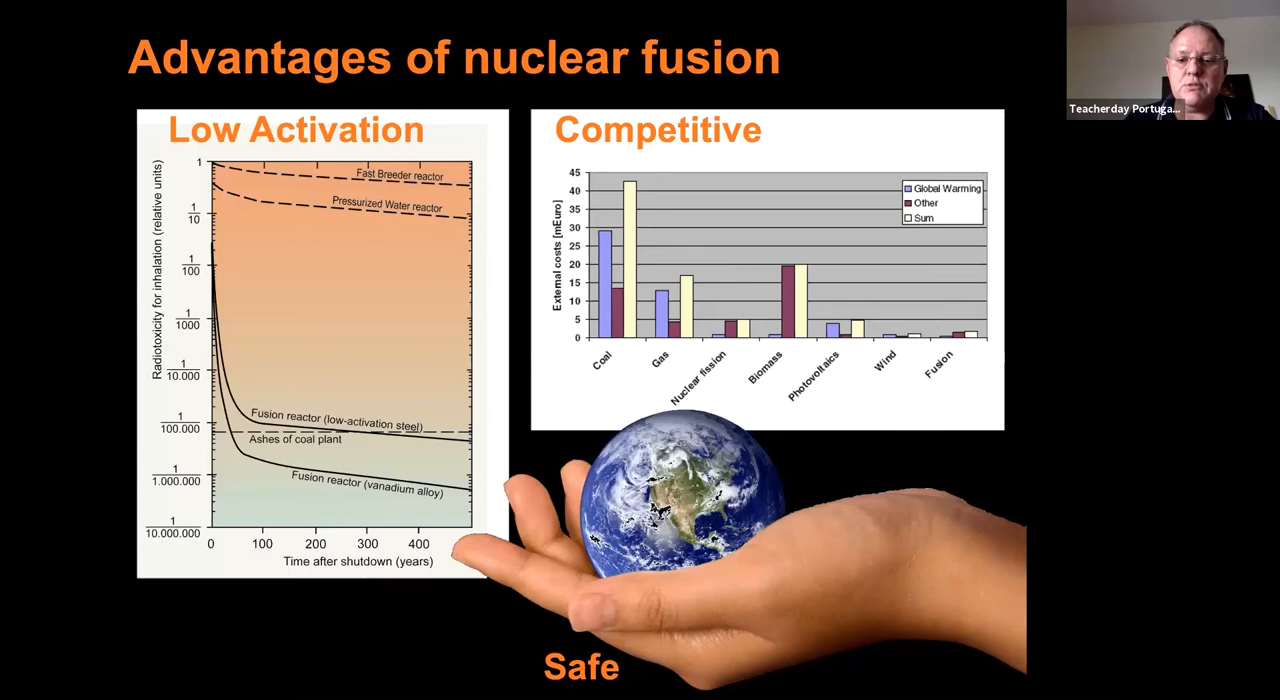 Advantages of nuclear fusion
Teacherday Portuga...
Low Activation
Radiotoxicity for inhalation (relative units)
1
1
10
1
100
1
1000
1
10.000
1
100.000
1
1.000.000
1
10.000.000
Fast Breeder reactor
Pressurized Water reactor
Fusion reactor (low-activation steel)
Ashes of coal plant
Fusion reactor (vanadium alloy)
0 100 200 300 400
Time after shutdown (years)
Competitive
External costs [mEuro]
45
40
35
30
25
20
15
10
5
0
Global Warming
Other
Sum
Coal
Gas
Nuclear fission
Biomass
Photovoltaics
Wind
Fusion
Safe